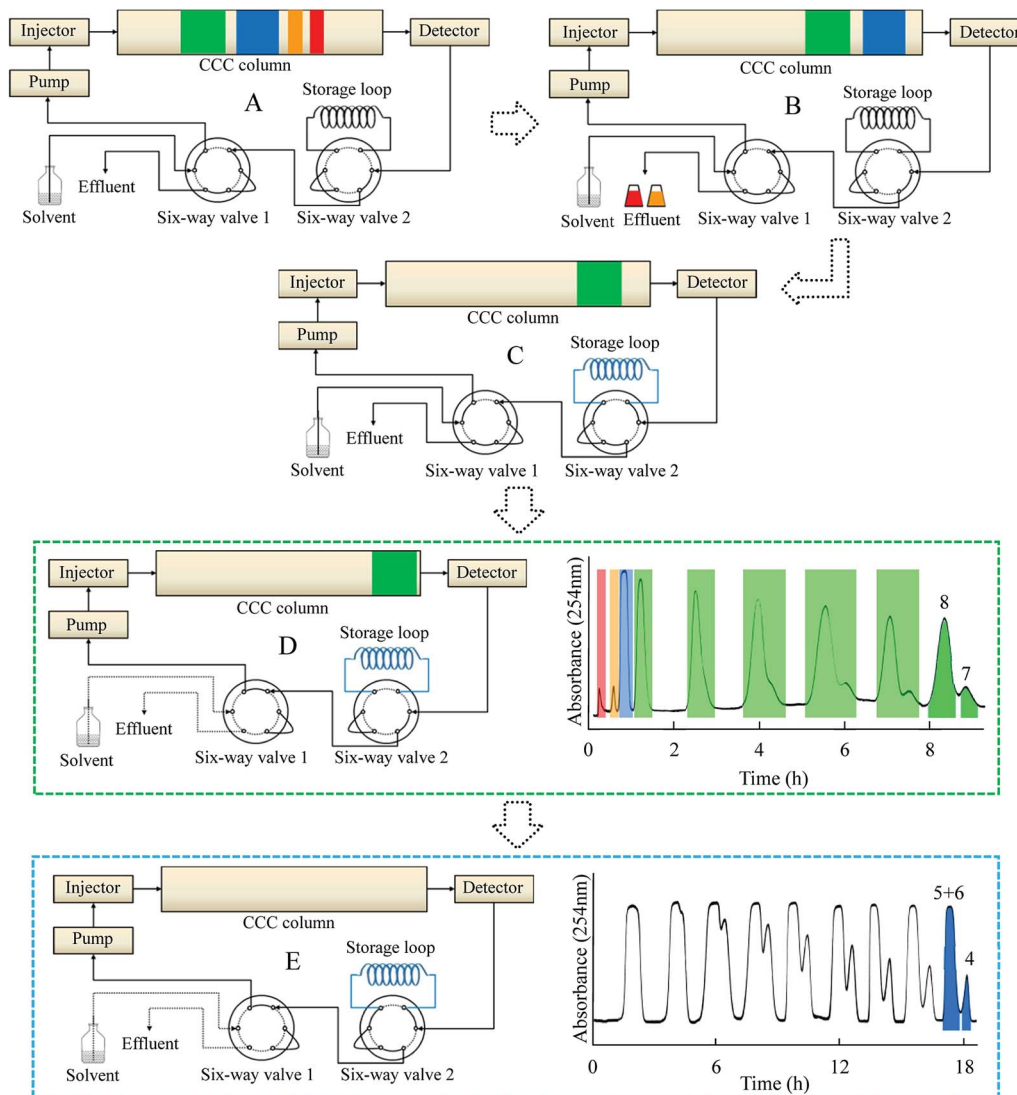 Injector
CCC column
Detector
Pump
A
Storage loop
Solvent
Effluent
Six-way valve 1
Six-way valve 2
Injector
CCC column
Detector
Pump
B
Storage loop
Solvent
Effluent
Six-way valve 1
Six-way valve 2
Injector
CCC column
Detector
Pump
C
Storage loop
Solvent
Effluent
Six-way valve 1
Six-way valve 2
Injector
CCC column
Detector
Pump
D
Storage loop
Solvent
Effluent
Six-way valve 1
Six-way valve 2
Absorbance (254nm)
8
7
0 2 4 6 8
Time (h)
Injector
CCC column
Detector
Pump
E
Storage loop
Solvent
Effluent
Six-way valve 1
Six-way valve 2
Absorbance (254nm)
5+6
4
0 6 12 18
Time (h)